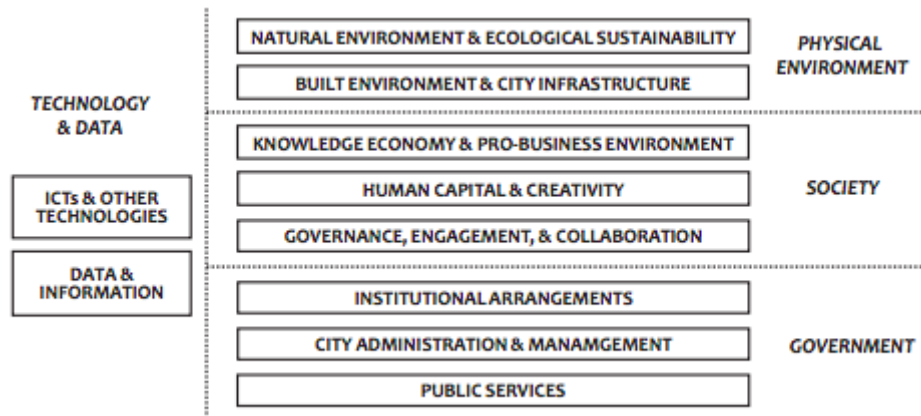 TECHNOLOGY
& DATA
ICTs & OTHER
TECHNOLOGIES
DATA &
INFORMATION
NATURAL ENVIRONMENT & ECOLOGICAL SUSTAINABILITY
BUILT ENVIRONMENT & CITY INFRASTRUCTURE
PHYSICAL
ENVIRONMENT
KNOWLEDGE ECONOMY & PRO-BUSINESS ENVIRONMENT
HUMAN CAPITAL & CREATIVITY
GOVERNANCE, ENGAGEMENT, & COLLABORATION
SOCIETY
INSTITUTIONAL ARRANGEMENTS
CITY ADMINISTRATION & MANAMGEMENT
PUBLIC SERVICES
GOVERNMENT